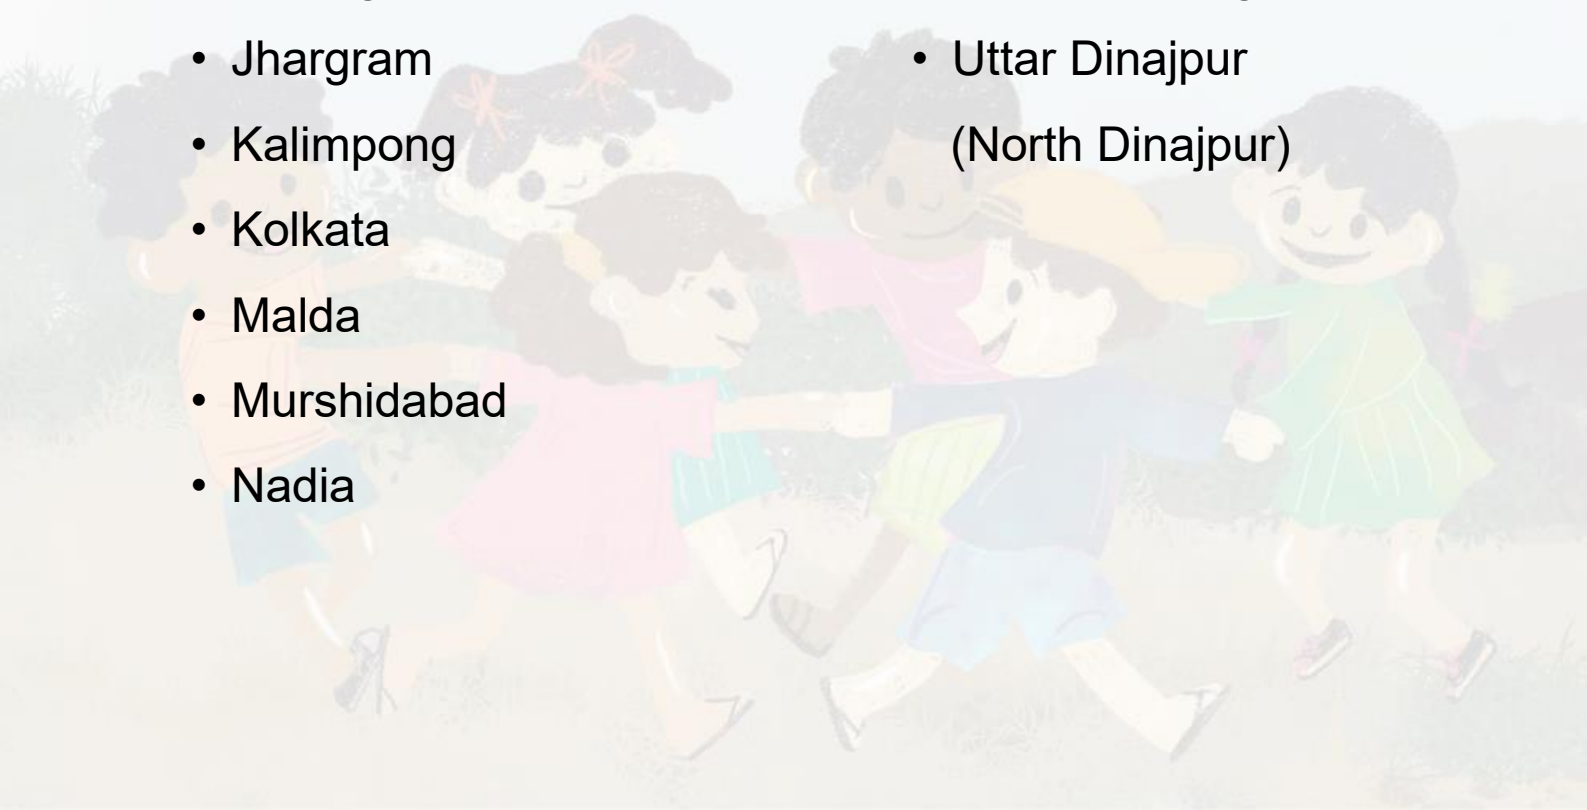 • Jhargram
• Kalimpong
• Kolkata
• Malda
• Murshidabad
• Nadia
• Uttar Dinajpur
(North Dinajpur)